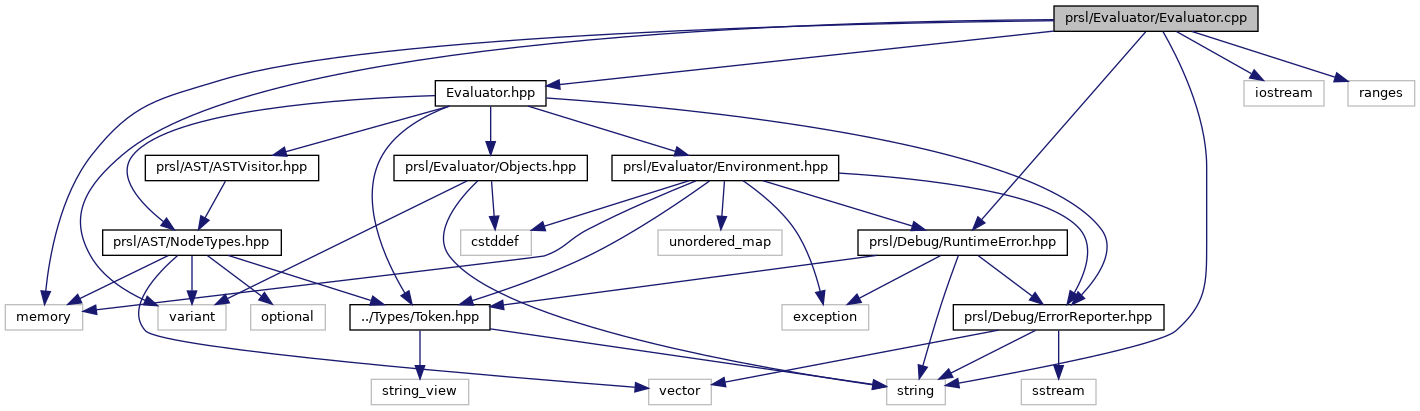 prsl/Evaluator/Evaluator.cpp
Evaluator.hpp
iostream
ranges
prsl/AST/ASTVisitor.hpp
prsl/Evaluator/Objects.hpp
prsl/Evaluator/Environment.hpp
prsl/AST/NodeTypes.hpp
cstddef
unordered_map
prsl/Debug/RuntimeError.hpp
memory
variant
optional
../Types/Token.hpp
exception
prsl/Debug/ErrorReporter.hpp
string_view
vector
string
sstream